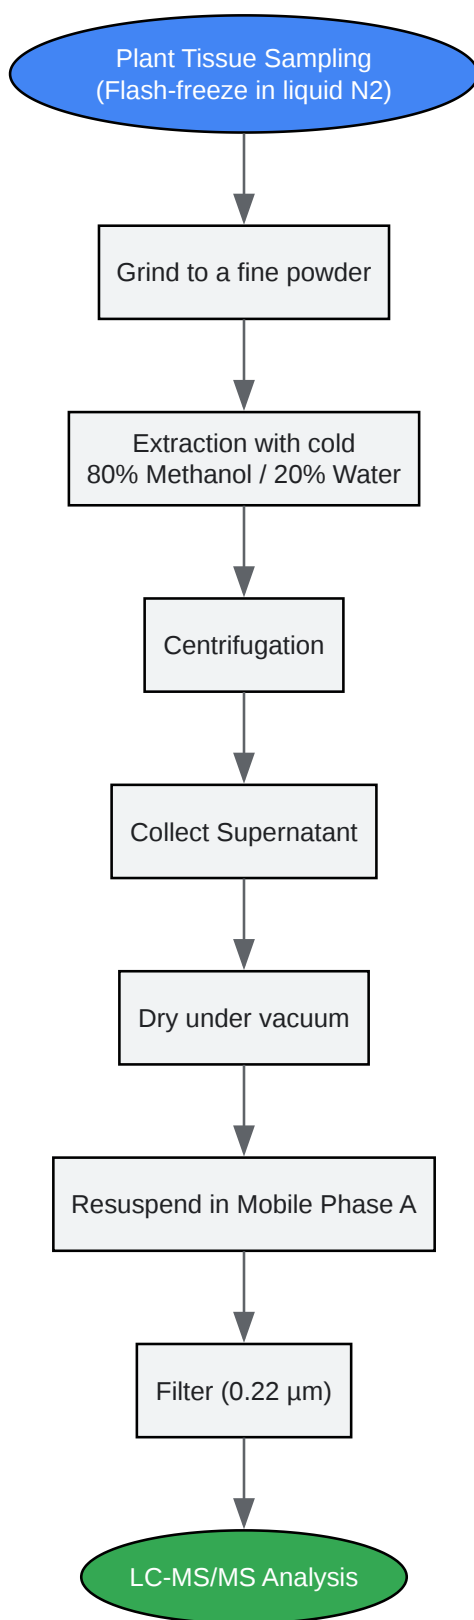 Plant Tissue Sampling
(Flash-freeze in liquid N2)
Grind to a fine powder
Extraction with cold
80% Methanol / 20% Water
Centrifugation
Collect Supernatant
Dry under vacuum
Resuspend in Mobile Phase A
Filter (0.22 µm)
LC-MS/MS Analysis